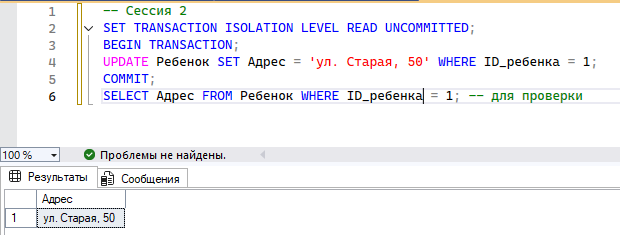 1 -- Сессия 2
2 SET TRANSACTION ISOLATION LEVEL READ UNCOMMITTED;
3 BEGIN TRANSACTION;
4 UPDATE Ребенок SET Адрес = 'ул. Старая, 50' WHERE ID_ребенка = 1;
5 COMMIT;
6 SELECT Адрес FROM Ребенок WHERE ID_ребенка = 1; -- для проверки
100 % Проблемы не найдены.
Результаты Сообщения
Адрес
1 ул. Старая, 50